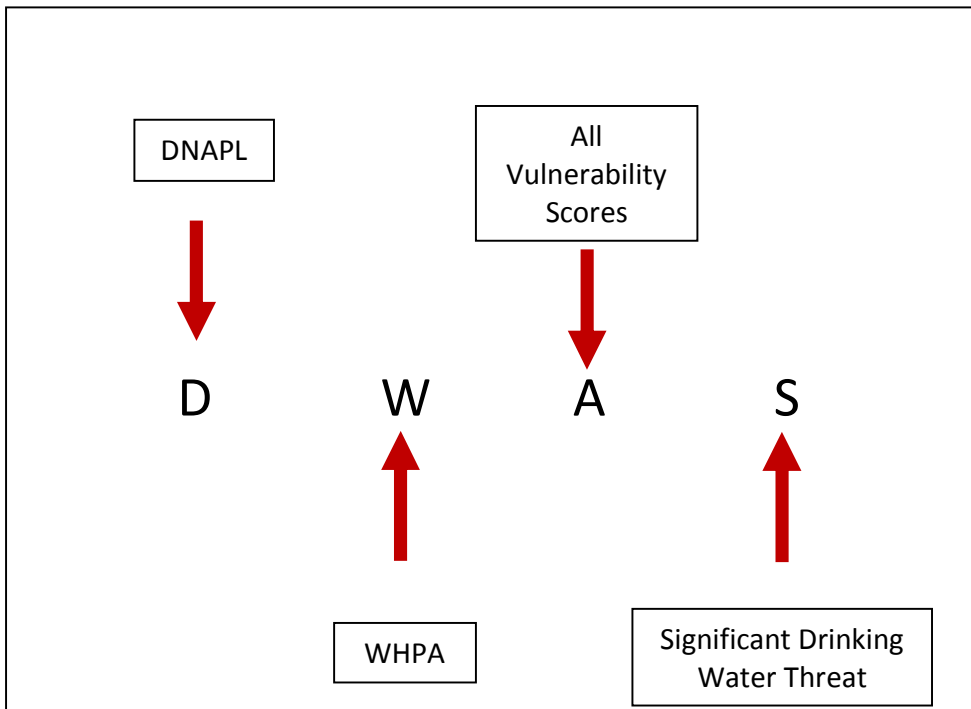 DNAPL
All
Vulnerability
Scores
D W A S
WHPA
Significant Drinking
Water Threat